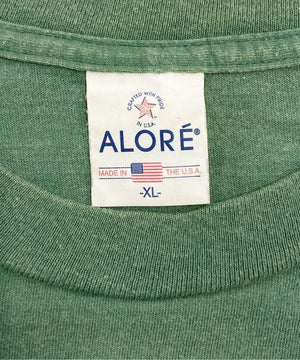 CRAFTED WITH PRIDE
IN U.S.A.
ALORÉ®
MADE IN THE U.S.A.
-XL-